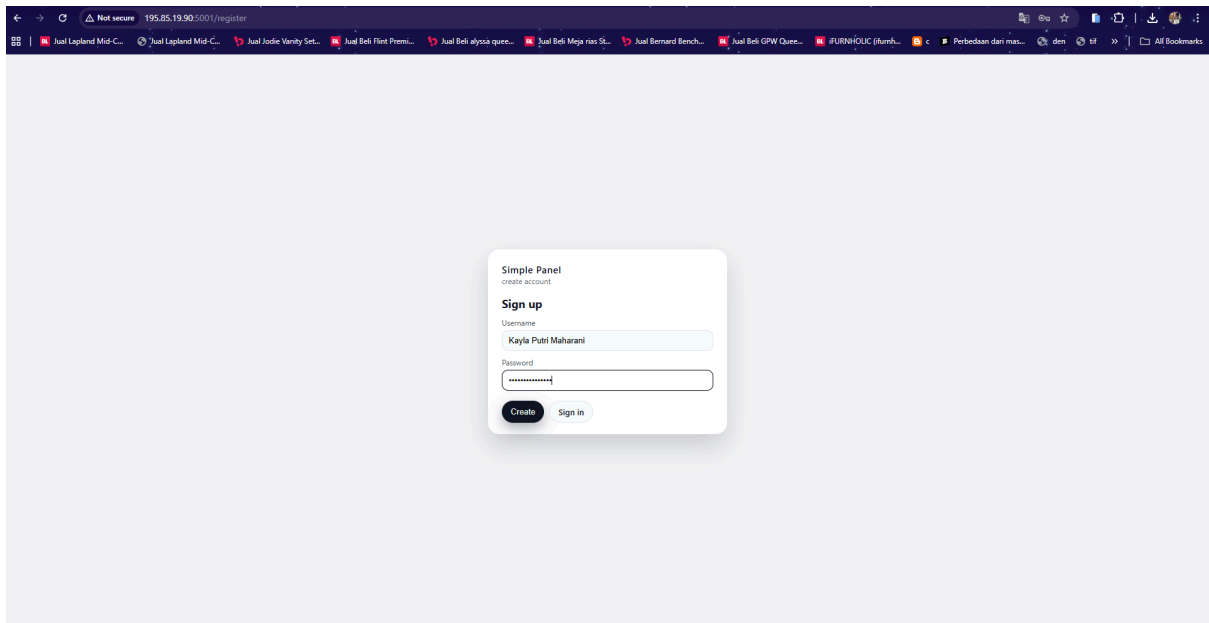 Not secure 195.85.19.90:5001/register
Jual Lapland Mid-C... Jual Lapland Mid-C... Jual Jodie Vanity Set... Jual Beli Flint Premi... Jual Beli alyssa quee... Jual Beli Meja rias St... Jual Bernard Bench... Jual Beli GPW Quee... iFURNHOLIC (ifurnh... c Perbedaan dari mas... den tif » All Bookmarks
Simple Panel
create account
Sign up
Username
Kayla Putri Maharani
Password
Create Sign in